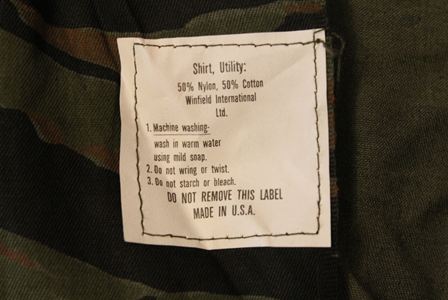 Shirt, Utility:
50% Nylon, 50% Cotton
Winfield International
Ltd.
1. Machine washing-
wash in warm water
using mild soap.
2. Do not wring or twist.
3. Do not starch or bleach.
DO NOT REMOVE THIS LABEL
MADE IN U.S.A.